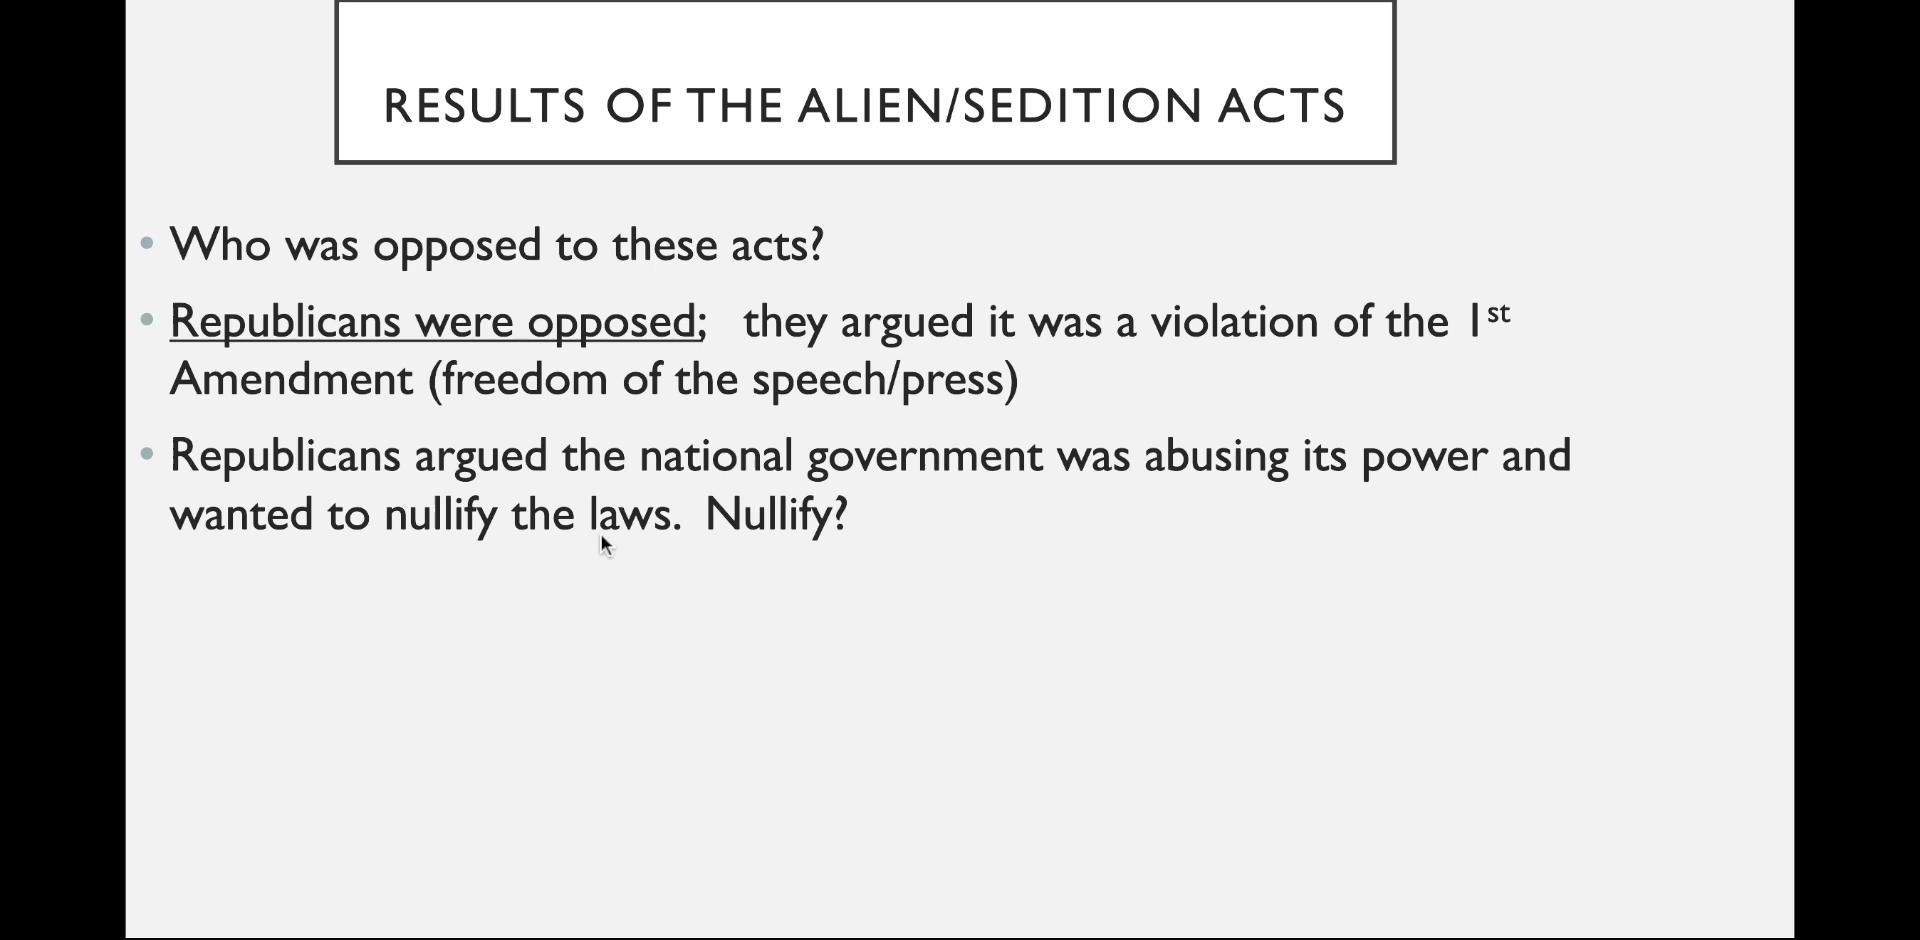 RESULTS OF THE ALIEN/SEDITION ACTS
• Who was opposed to these acts?
• Republicans were opposed; they argued it was a violation of the 1st
Amendment (freedom of the speech/press)
• Republicans argued the national government was abusing its power and
wanted to nullify the laws. Nullify?